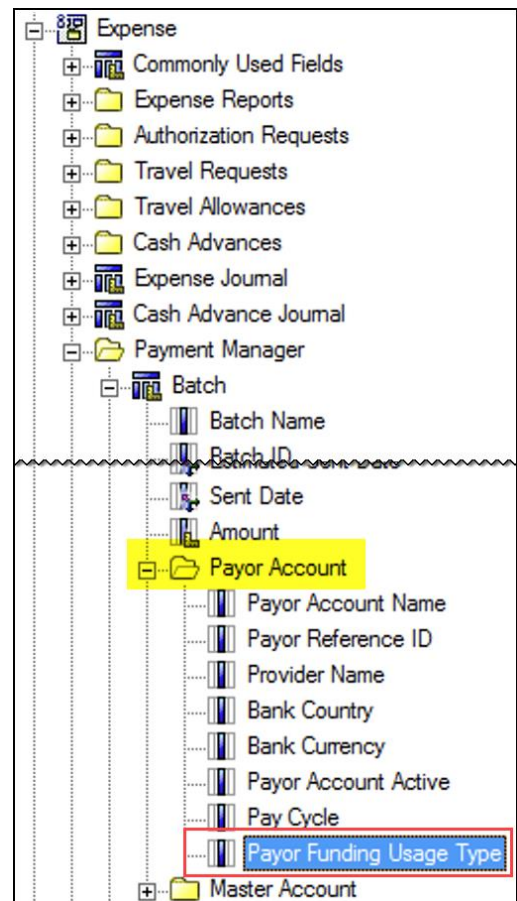 Expense
Commonly Used Fields
Expense Reports
Authorization Requests
Travel Requests
Travel Allowances
Cash Advances
Expense Journal
Cash Advance Journal
Payment Manager
Batch
Batch Name
Batch ID
Sent Date
Amount
Payor Account
Payor Account Name
Payor Reference ID
Provider Name
Bank Country
Bank Currency
Payor Account Active
Pay Cycle
Payor Funding Usage Type
Master Account